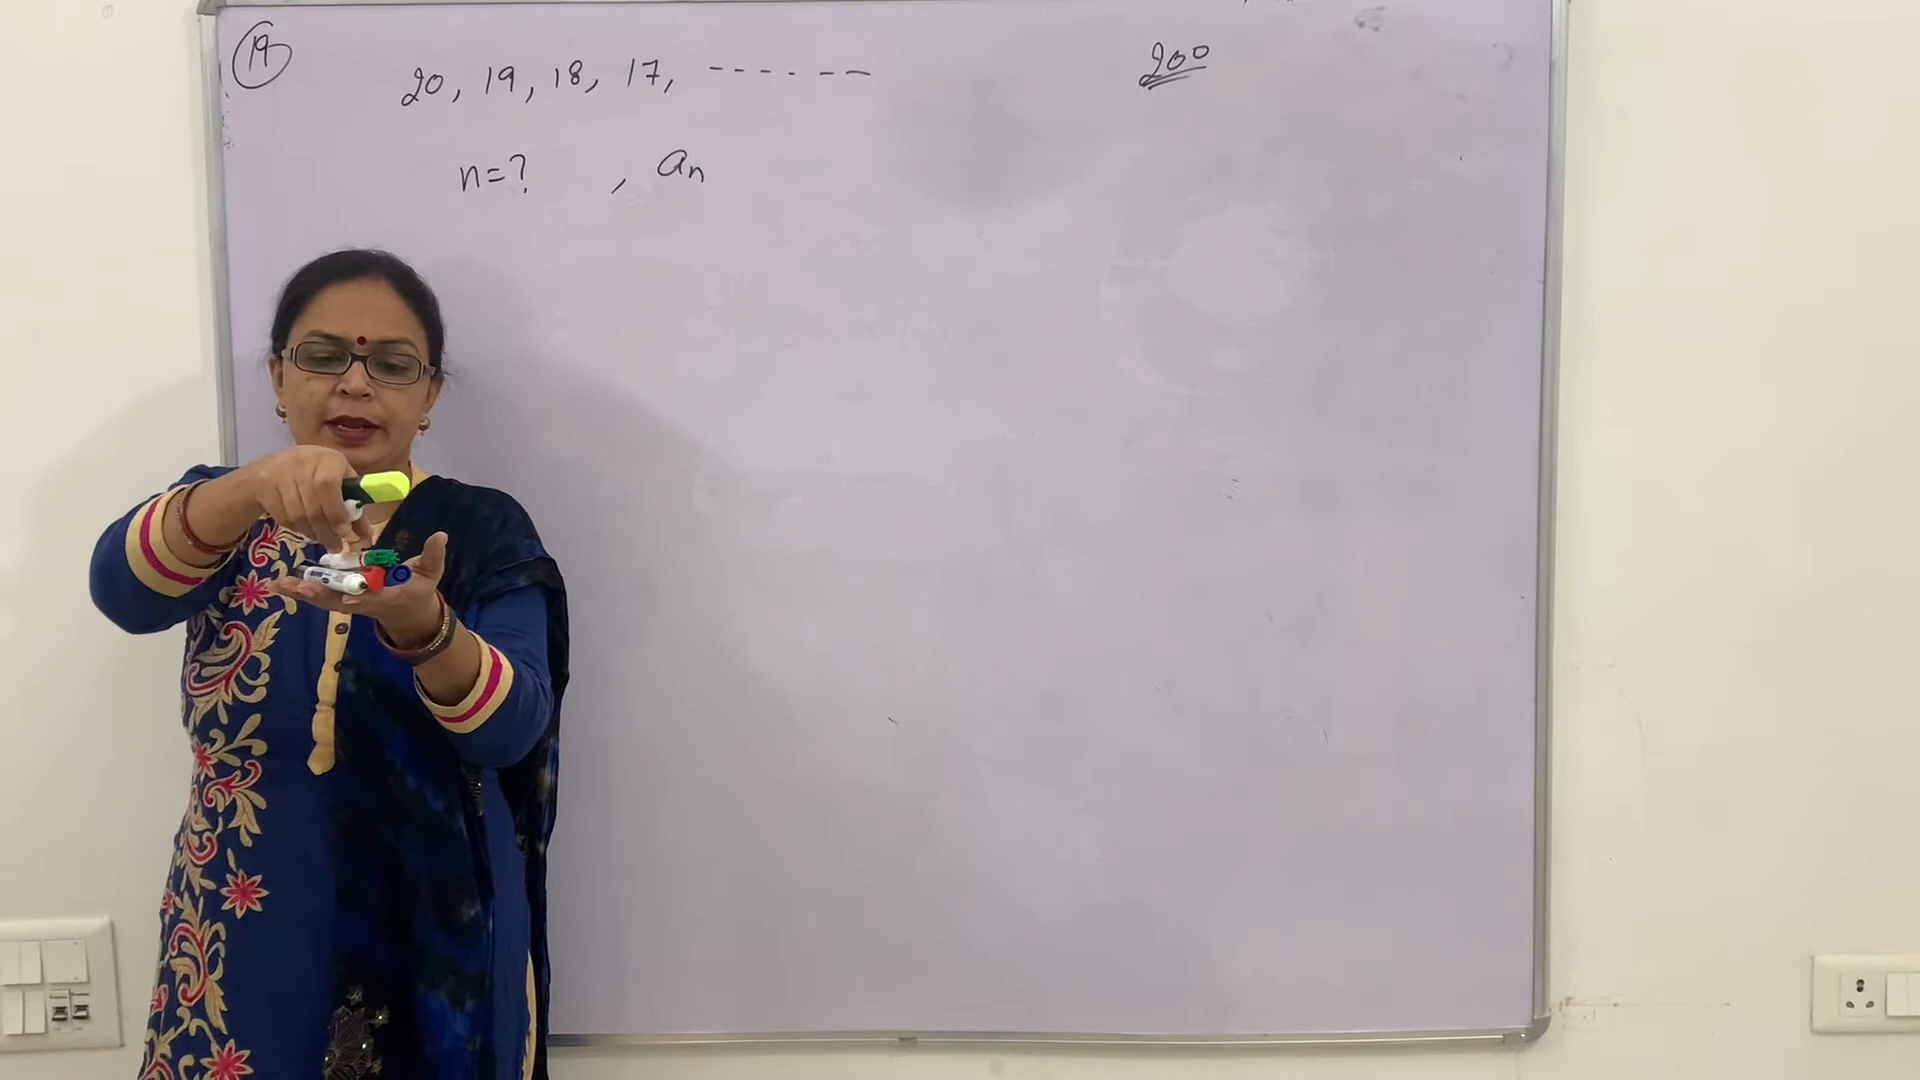 19 20, 19, 18, 17, ------ 200
n=? , an